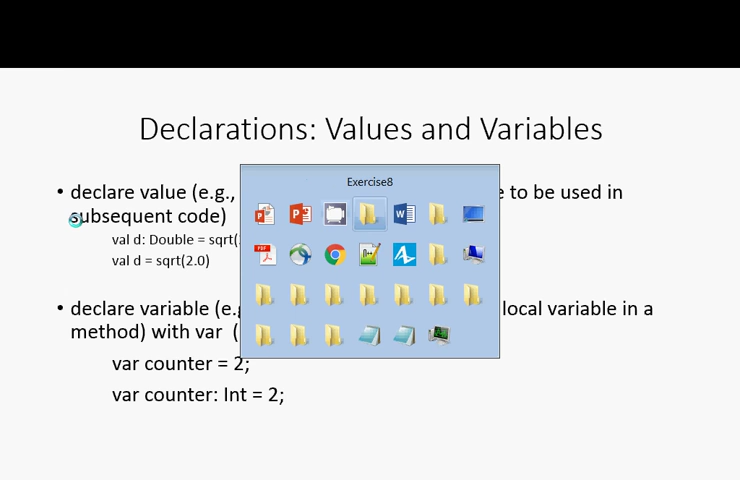 Declarations: Values and Variables
Exercise8
• declare value (e.g., e to be used in
subsequent code)
val d: Double = sqrt(
val d = sqrt(2.0)
• declare variable (e.g local variable in a
method) with var (
var counter = 2;
var counter: Int = 2;
PDF